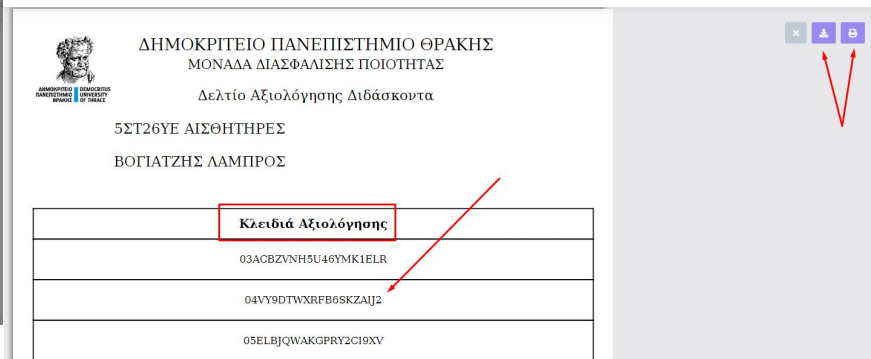 ΔΗΜΟΚΡΙΤΕΙΟ ΠΑΝΕΠΙΣΤΗΜΙΟ ΘΡΑΚΗΣ
ΜΟΝΑΔΑ ΔΙΑΣΦΑΛΙΣΗΣ ΠΟΙΟΤΗΤΑΣ
ΔΗΜΟΚΡΙΤΕΙΟ DEMOCRITUS
ΠΑΝΕΠΙΣΤΗΜΙΟ UNIVERSITY
ΘΡΑΚΗΣ OF THRACE
Δελτίο Αξιολόγησης Διδάσκοντα
5ΣΤ26ΥΕ ΑΙΣΘΗΤΗΡΕΣ
ΒΟΓΙΑΤΖΗΣ ΛΑΜΠΡΟΣ
Κλειδιά Αξιολόγησης
03ACBZVNH5U46YMK1ELR
04VY9DTWXRFB6SKZAIJ2
05ELBJQWAKGPRY2CI9XV